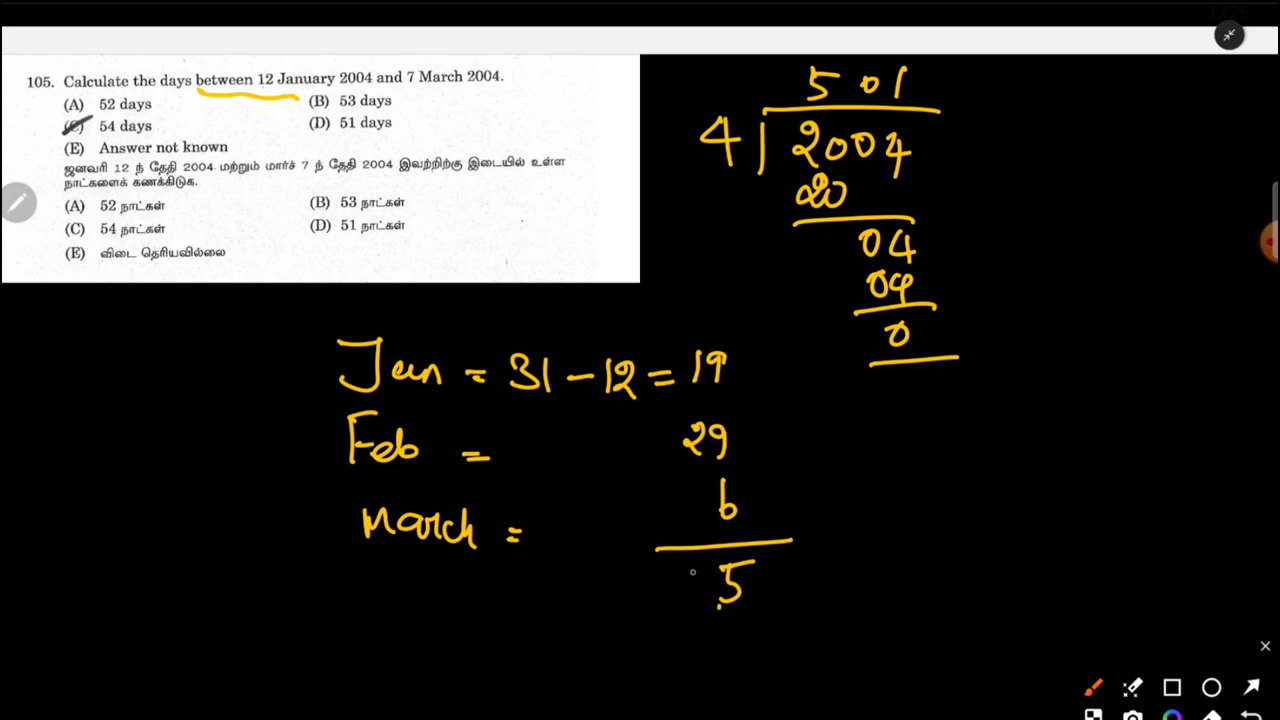 1/25
105. Calculate the days between 12 January 2004 and 7 March 2004.
(A) 52 days (B) 53 days
(C) 54 days (D) 51 days
(E) Answer not known
ஜனவரி 12 ந் தேதி 2004 மற்றும் மார்ச் 7 ந் தேதி 2004 இவற்றிற்கு இடையில் உள்ள
நாட்களைக் கணக்கிடுக.
(A) 52 நாட்கள் (B) 53 நாட்கள்
(C) 54 நாட்கள் (D) 51 நாட்கள்
(E) விடை தெரியவில்லை
501
4 2004
20
04
04
0
Jan = 31 - 12 = 19
Feb = 29
March = 6
5